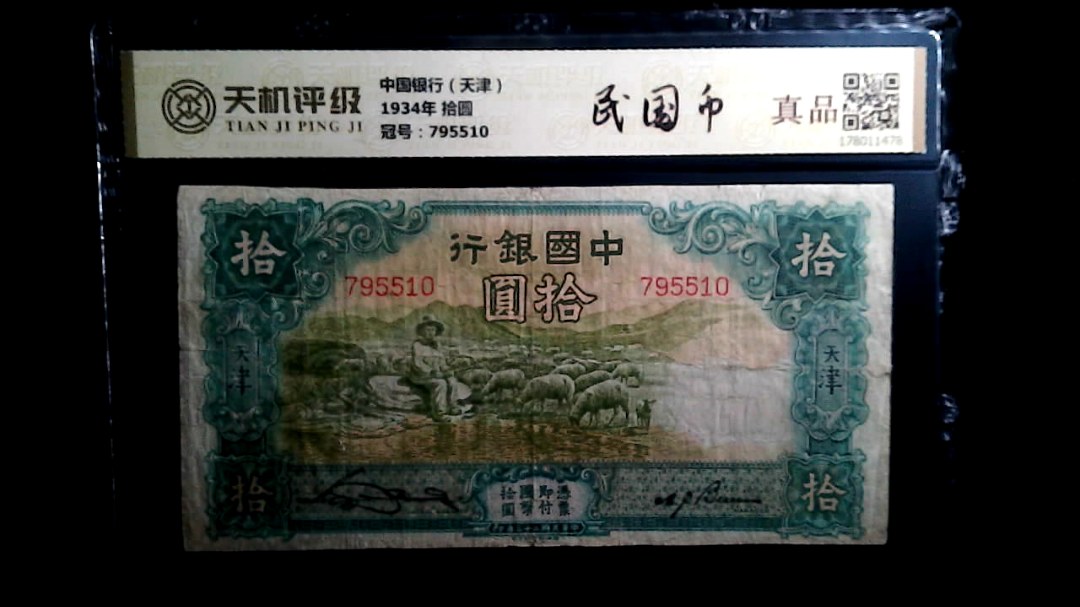 天机评级
TIAN JI PING JI
中国银行（天津）
1934年 拾圆
冠号：795510
民国币
真品
178011478
拾
行銀國中
拾
795510
圓拾
795510
天津
天津
拾
拾